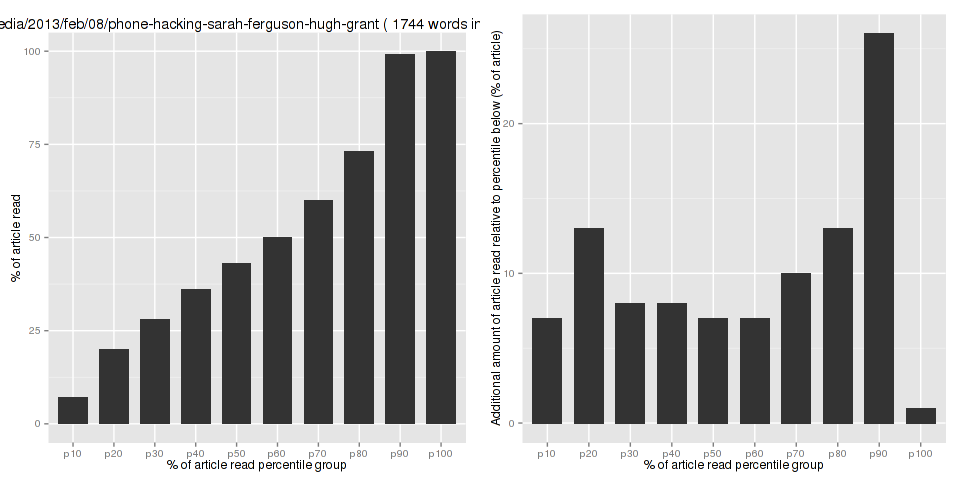 edia/2013/feb/08/phone-hacking-sarah-ferguson-hugh-grant ( 1744 words in
% of article read
100
75
50
25
0
p10 p20 p30 p40 p50 p60 p70 p80 p90 p100
% of article read percentile group
Additional amount of article read relative to percentile below (% of article)
20
10
0
p10 p20 p30 p40 p50 p60 p70 p80 p90 p100
% of article read percentile group